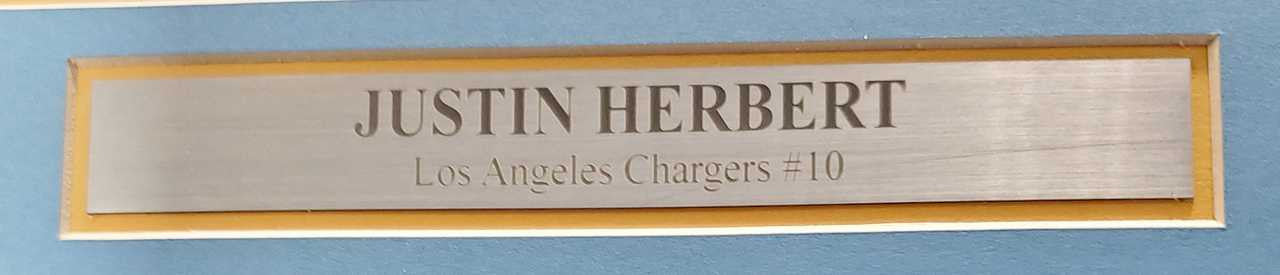 JUSTIN HERBERT
Los Angeles Chargers #10